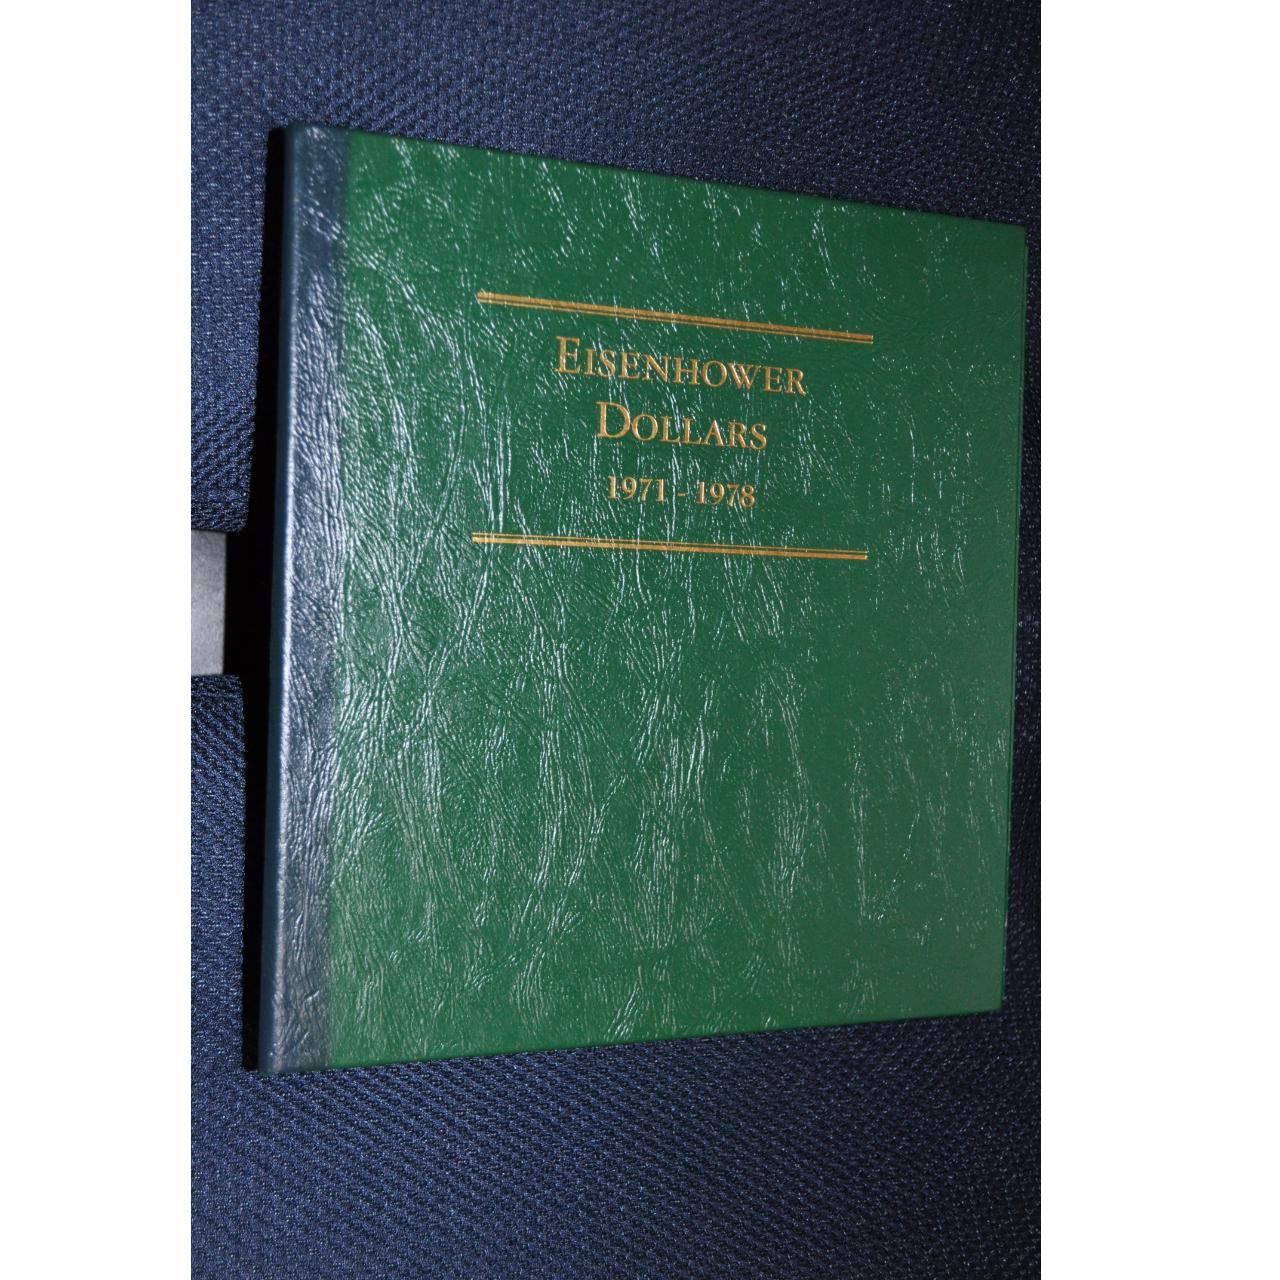 EISENHOWER
DOLLARS
1971 - 1978